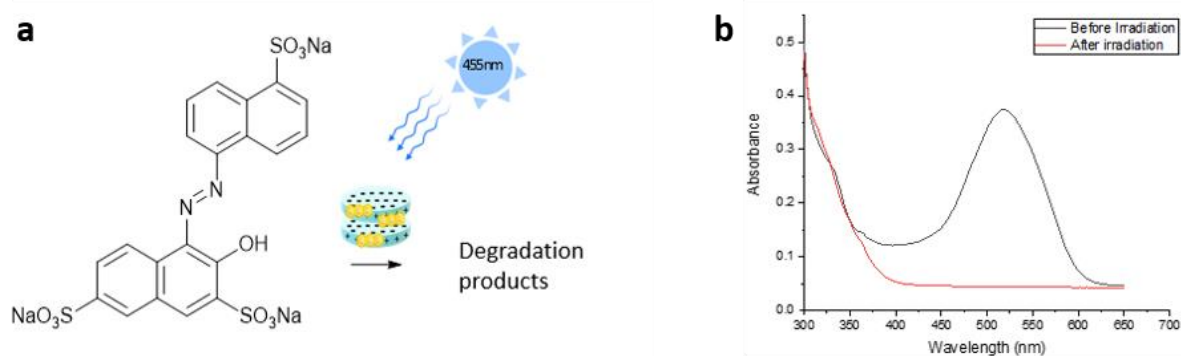 a
SO3Na
455nm
N
N
OH
NaO3S
SO3Na
Degradation
products
b
Before Irradiation
After irradiation
0.5
0.4
0.3
0.2
0.1
0.0
Absorbance
300 350 400 450 500 550 600 650 700
Wavelength (nm)